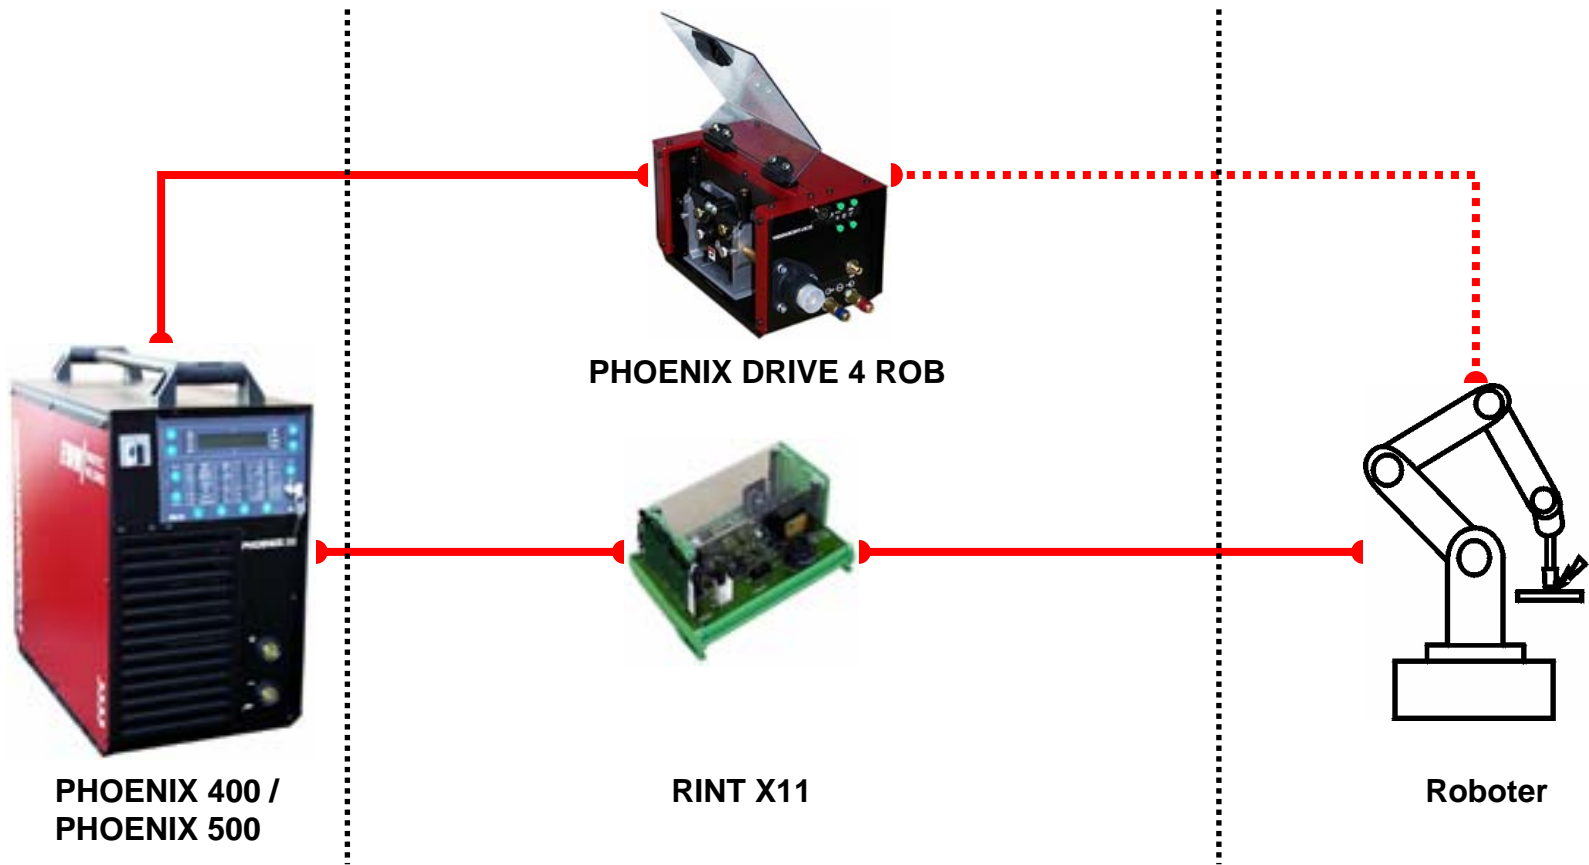 PHOENIX DRIVE 4 ROB
PHOENIX 400 /
PHOENIX 500
RINT X11
Roboter